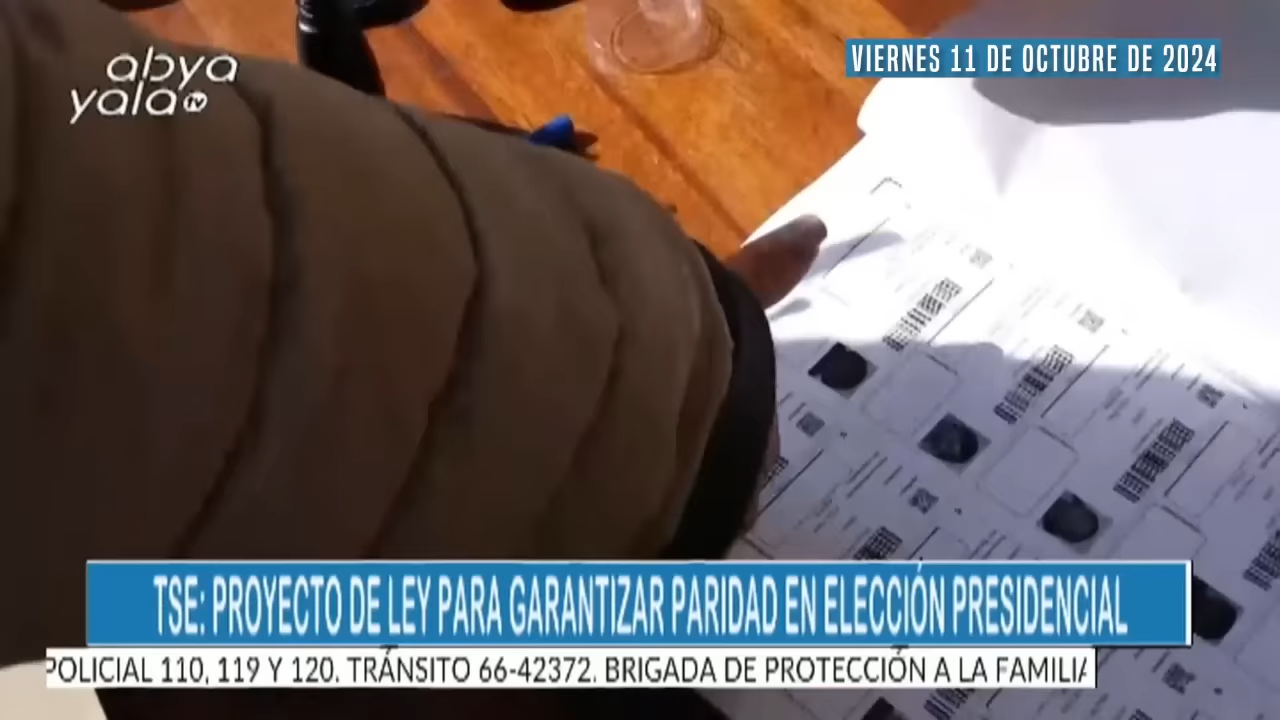 abya
yala tv
VIERNES 11 DE OCTUBRE DE 2024
TSE: PROYECTO DE LEY PARA GARANTIZAR PARIDAD EN ELECCIÓN PRESIDENCIAL
POLICIAL 110, 119 Y 120. TRÁNSITO 66-42372. BRIGADA DE PROTECCIÓN A LA FAMILIA